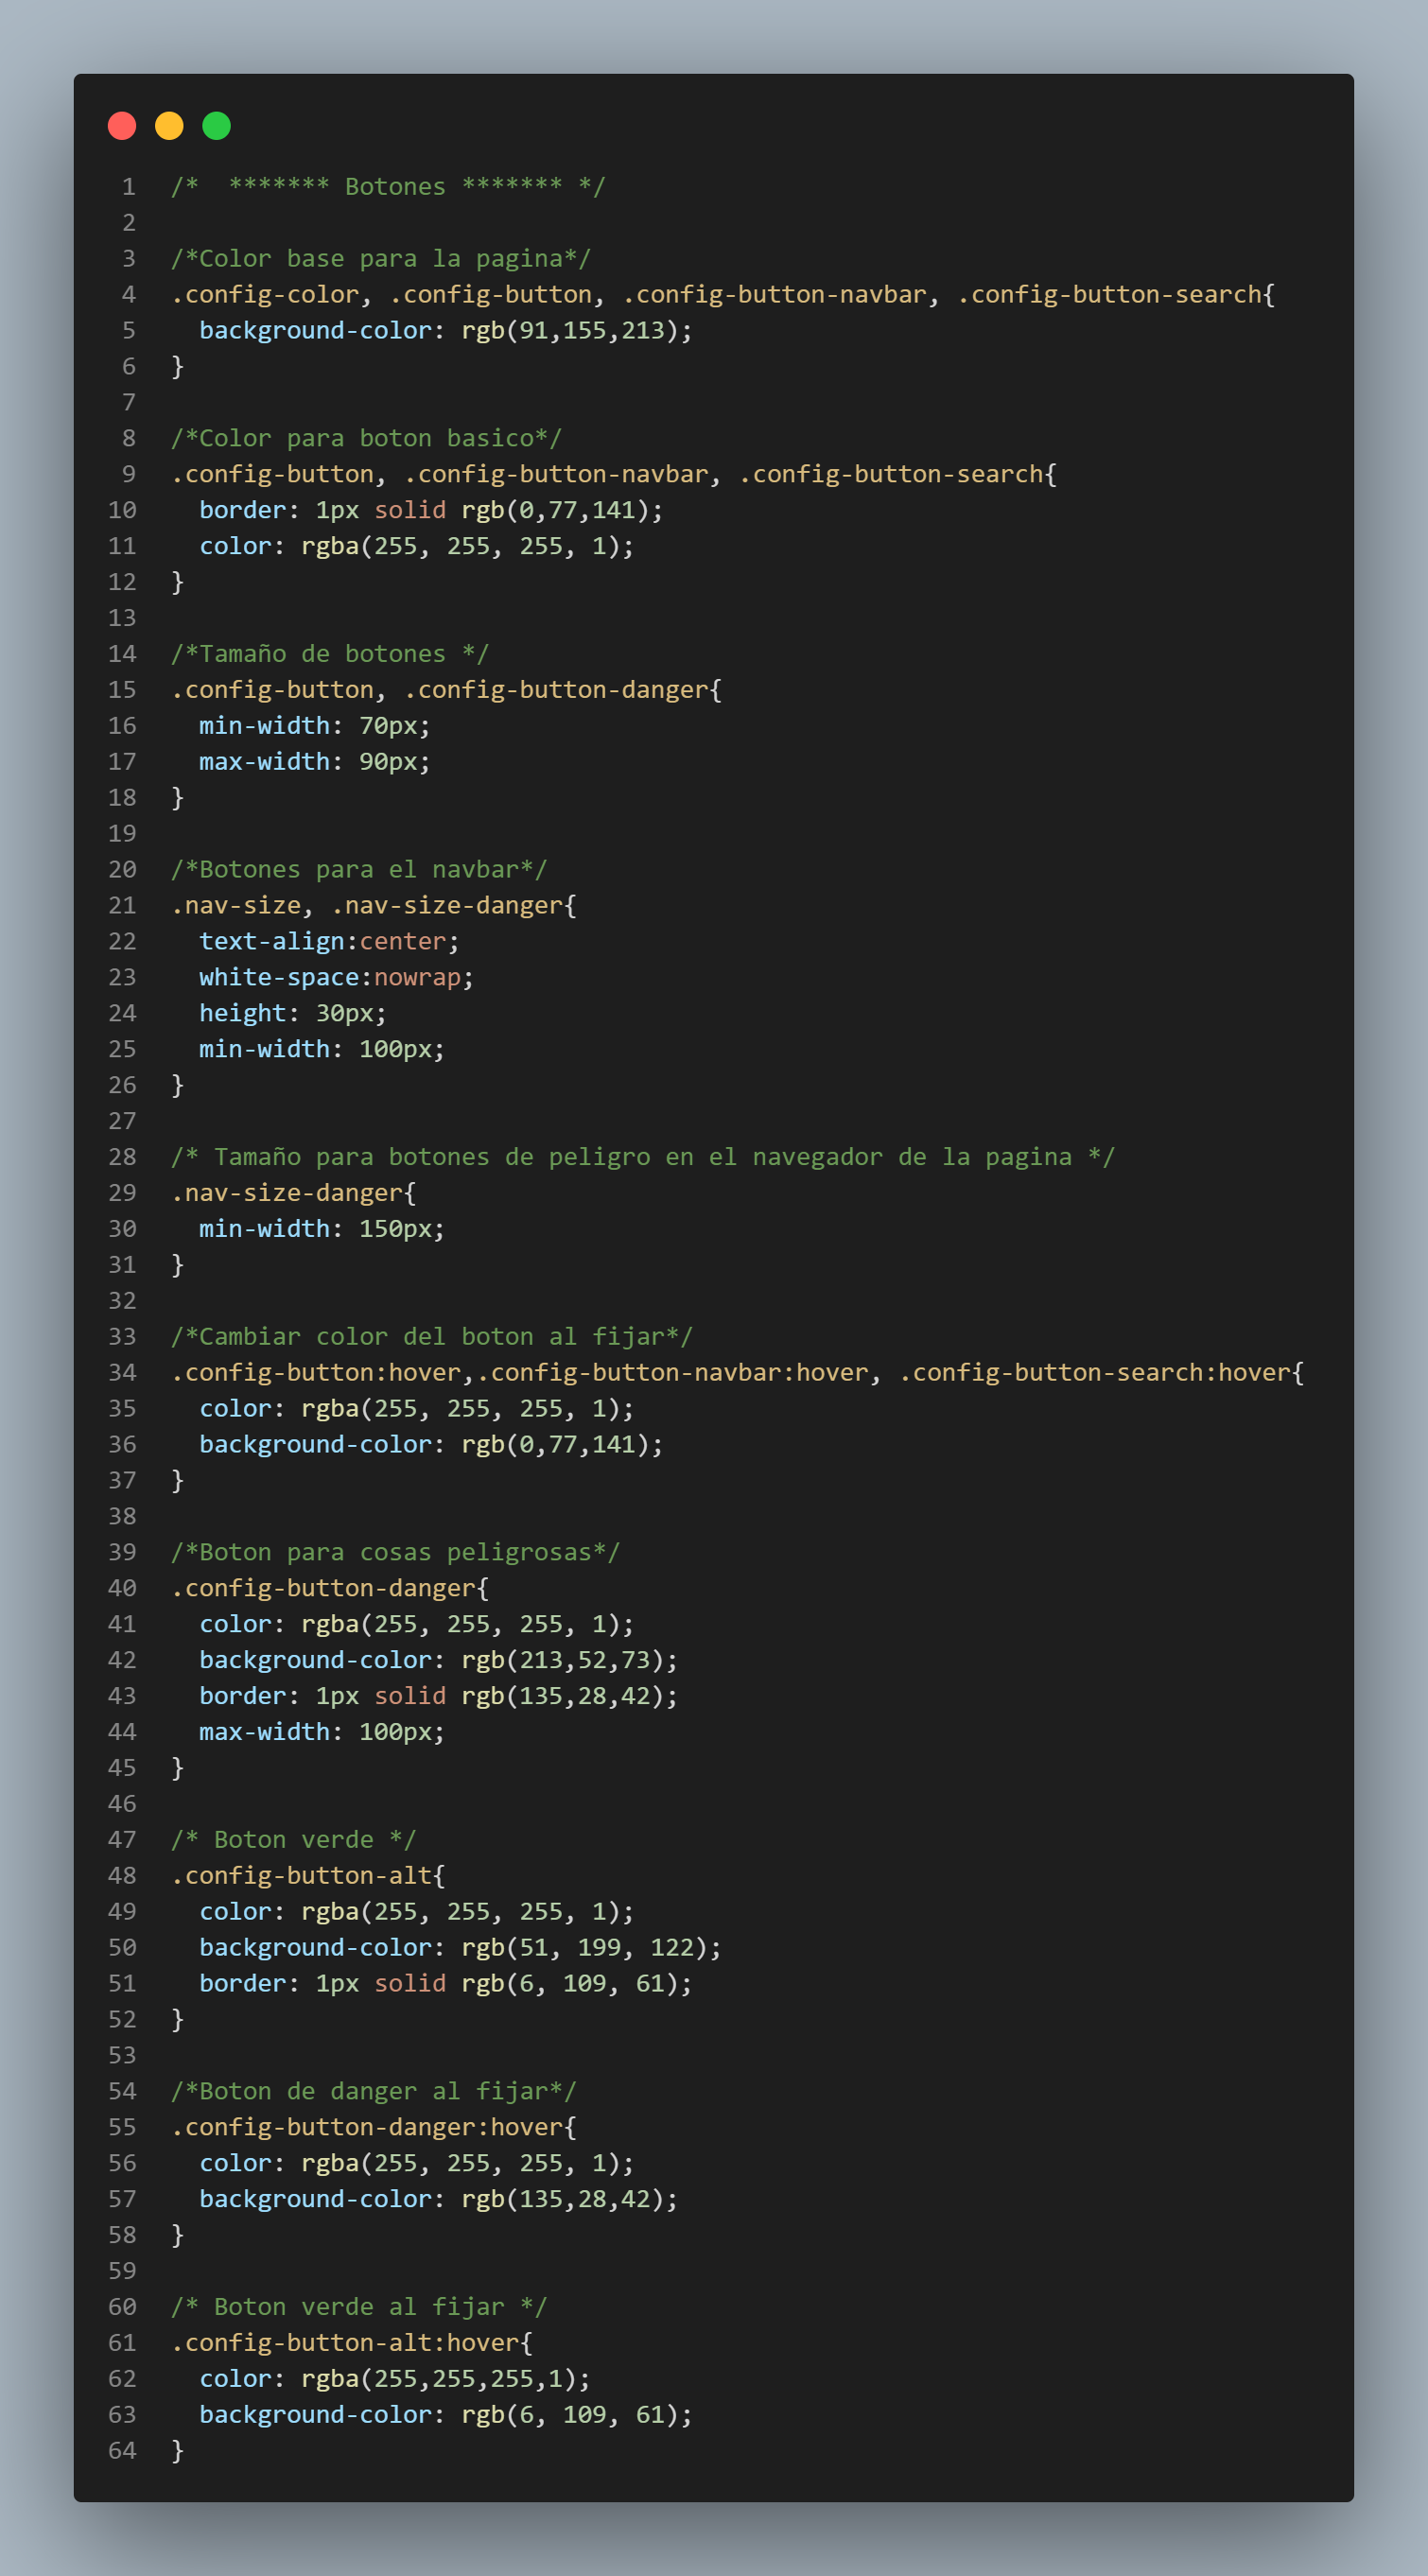 1 /*  ******* Botones ******* */
2
3 /*Color base para la pagina*/
4 .config-color, .config-button, .config-button-navbar, .config-button-search{
5   background-color: rgb(91,155,213);
6 }
7
8 /*Color para boton basico*/
9 .config-button, .config-button-navbar, .config-button-search{
10   border: 1px solid rgb(0,77,141);
11   color: rgba(255, 255, 255, 1);
12 }
13
14 /*Tamaño de botones */
15 .config-button, .config-button-danger{
16   min-width: 70px;
17   max-width: 90px;
18 }
19
20 /*Botones para el navbar*/
21 .nav-size, .nav-size-danger{
22   text-align:center;
23   white-space:nowrap;
24   height: 30px;
25   min-width: 100px;
26 }
27
28 /* Tamaño para botones de peligro en el navegador de la pagina */
29 .nav-size-danger{
30   min-width: 150px;
31 }
32
33 /*Cambiar color del boton al fijar*/
34 .config-button:hover,.config-button-navbar:hover, .config-button-search:hover{
35   color: rgba(255, 255, 255, 1);
36   background-color: rgb(0,77,141);
37 }
38
39 /*Boton para cosas peligrosas*/
40 .config-button-danger{
41   color: rgba(255, 255, 255, 1);
42   background-color: rgb(213,52,73);
43   border: 1px solid rgb(135,28,42);
44   max-width: 100px;
45 }
46
47 /* Boton verde */
48 .config-button-alt{
49   color: rgba(255, 255, 255, 1);
50   background-color: rgb(51, 199, 122);
51   border: 1px solid rgb(6, 109, 61);
52 }
53
54 /*Boton de danger al fijar*/
55 .config-button-danger:hover{
56   color: rgba(255, 255, 255, 1);
57   background-color: rgb(135,28,42);
58 }
59
60 /* Boton verde al fijar */
61 .config-button-alt:hover{
62   color: rgba(255,255,255,1);
63   background-color: rgb(6, 109, 61);
64 }